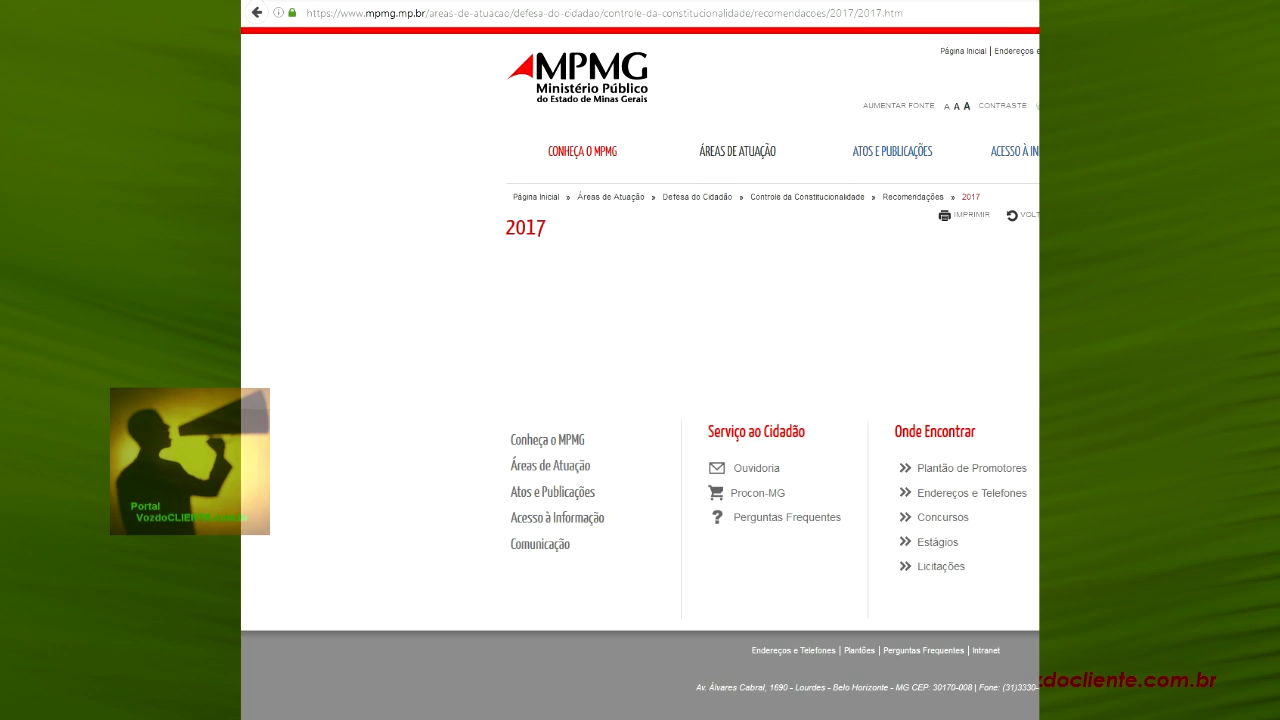 https://www.mpmg.mp.br/areas-de-atuacao/defesa-do-cidadao/controle-da-constitucionalidade/recomendacoes/2017/2017.htm
MPMG
Ministério Público
do Estado de Minas Gerais
Página Inicial | Endereços e
AUMENTAR FONTE A A A CONTRASTE
CONHEÇA O MPMG ÁREAS DE ATUAÇÃO ATOS E PUBLICAÇÕES ACESSO À IN
Página Inicial » Áreas de Atuação » Defesa do Cidadão » Controle da Constitucionalidade » Recomendações » 2017
IMPRIMIR VOLT
2017
Conheça o MPMG
Áreas de Atuação
Atos e Publicações
Acesso à Informação
Comunicação
Serviço ao Cidadão
Ouvidoria
Procon-MG
Perguntas Frequentes
Onde Encontrar
Plantão de Promotores
Endereços e Telefones
Concursos
Estágios
Licitações
Portal
VozdoCLIENTE
Endereços e Telefones | Plantões | Perguntas Frequentes | Intranet
Av. Álvares Cabral, 1690 - Lourdes - Belo Horizonte - MG CEP: 30170-008 | Fone: (31)3330-
zdocliente.com.br